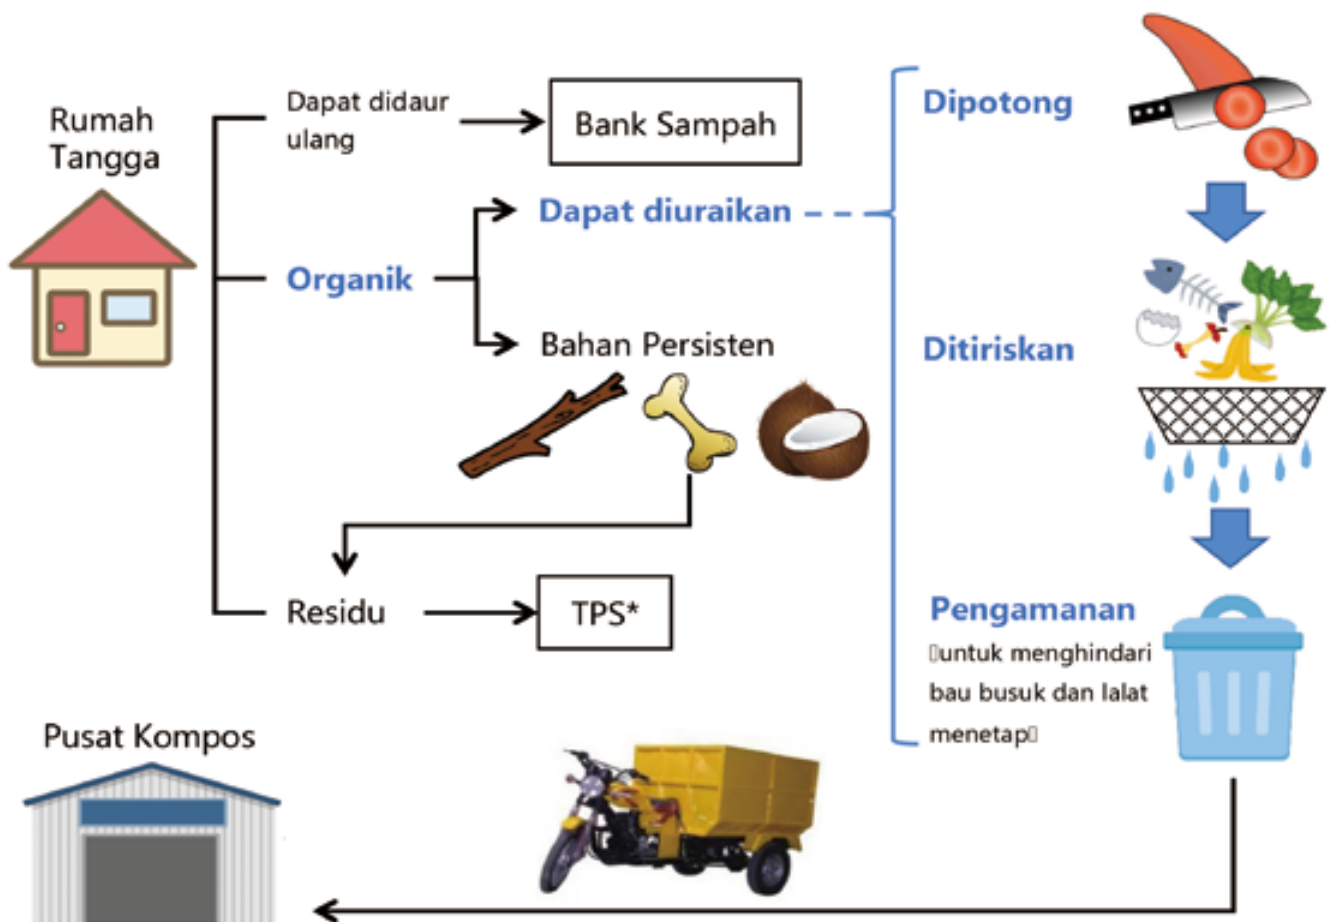 Rumah
Tangga
Dapat didaur
ulang
Bank Sampah
Organik
Dapat diuraikan
Bahan Persisten
Residu
TPS*
Dipotong
Ditiriskan
Pengamanan
▯untuk menghindari
bau busuk dan lalat
menetap▯
Pusat Kompos